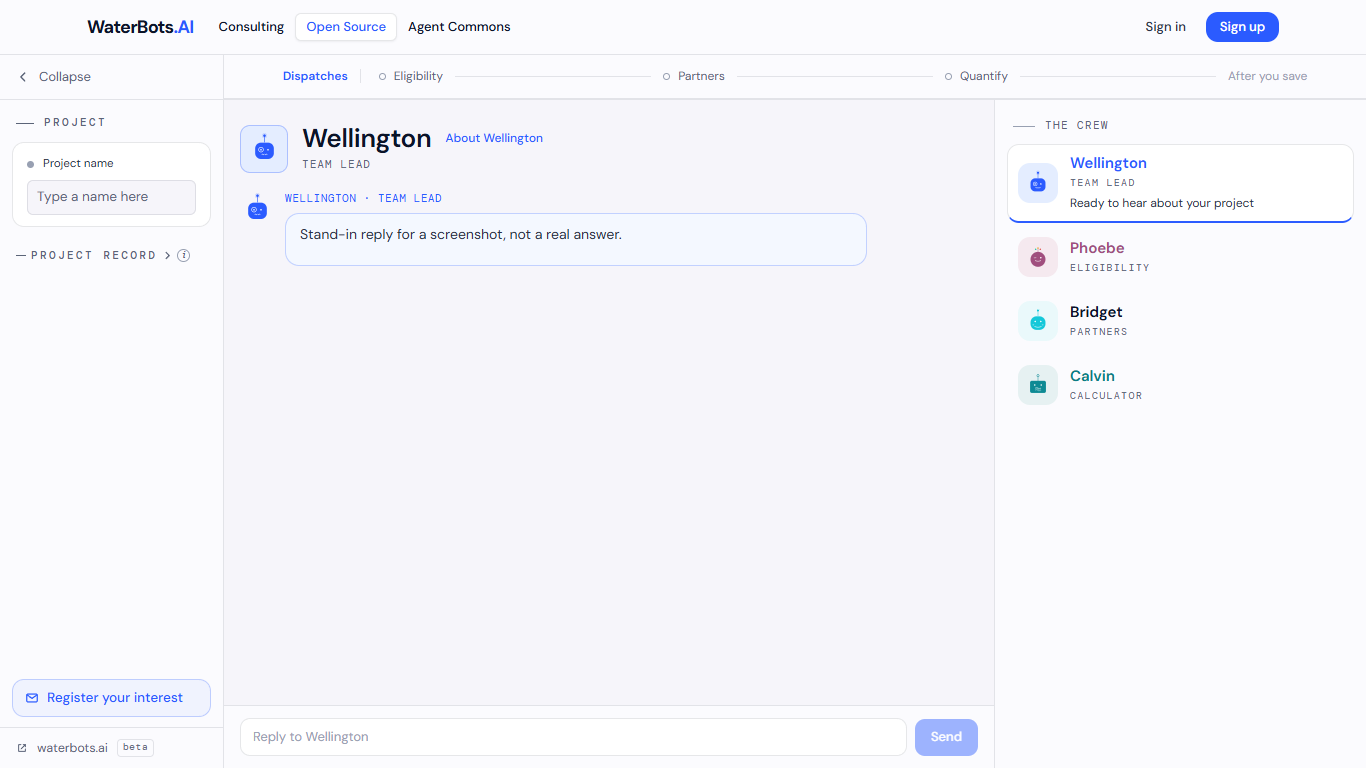 WaterBots.AI Consulting Open Source Agent Commons Sign in Sign up
Collapse
Dispatches Eligibility Partners Quantify After you save
PROJECT
Project name
Type a name here
PROJECT RECORD
Register your interest
waterbots.ai beta
Wellington About Wellington
TEAM LEAD
WELLINGTON · TEAM LEAD
Stand-in reply for a screenshot, not a real answer.
Reply to Wellington Send
THE CREW
Wellington
TEAM LEAD
Ready to hear about your project
Phoebe
ELIGIBILITY
Bridget
PARTNERS
Calvin
CALCULATOR